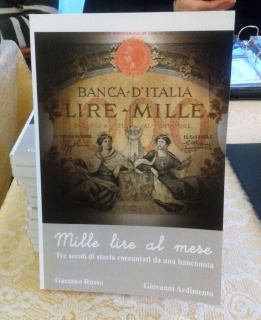 BANCA-D'ITALIA
LIRE-MILLE
Mille lire al mese
Tre secoli di storia raccontati da una banconota
Gaetano Russo
Giovanni Ardimento